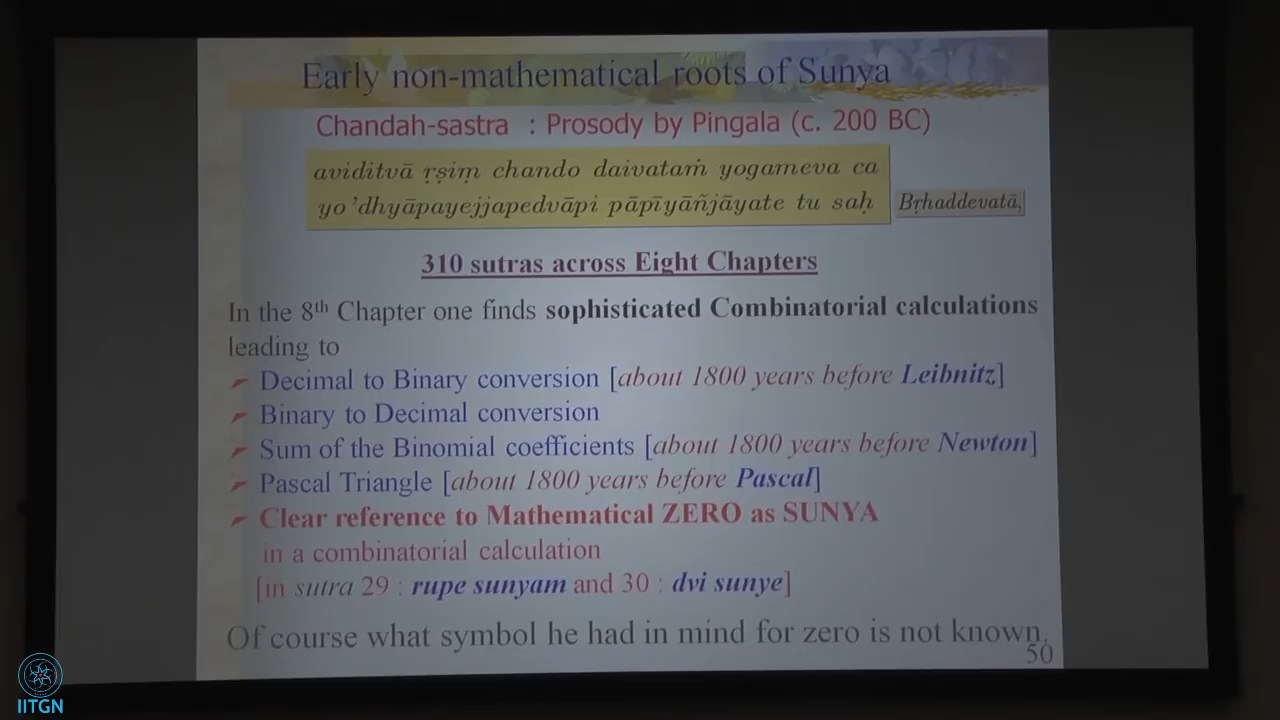 Early non-mathematical roots of Sunya
Chandah-sastra : Prosody by Pingala (c. 200 BC)
aviditvā ṛṣiṃ chando daivataṁ yogameva ca
yo'dhyāpayejjapedvāpi pāpīyāñjāyate tu saḥ
Bṛhaddevatā,
310 sutras across Eight Chapters
In the 8th Chapter one finds sophisticated Combinatorial calculations
leading to
Decimal to Binary conversion [about 1800 years before Leibnitz]
Binary to Decimal conversion
Sum of the Binomial coefficients [about 1800 years before Newton]
Pascal Triangle [about 1800 years before Pascal]
Clear reference to Mathematical ZERO as SUNYA
in a combinatorial calculation
[in sutra 29 : rupe sunyam and 30 : dvi sunye]
Of course what symbol he had in mind for zero is not known.
50
IITGN